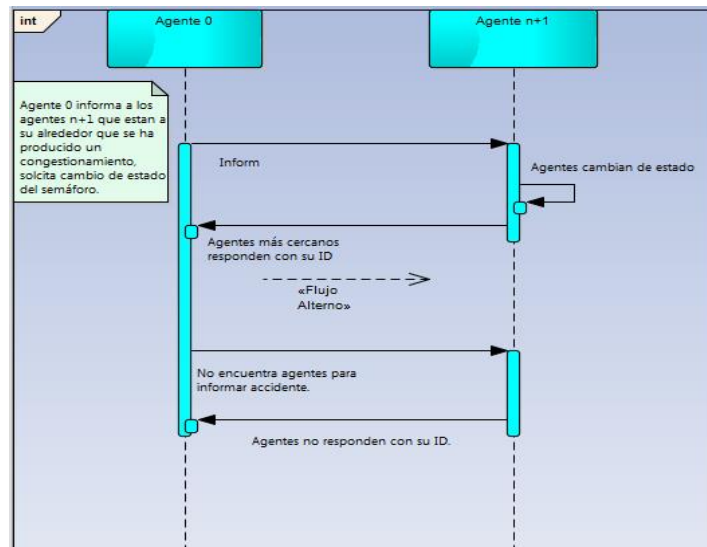 int
Agente 0
Agente n+1
Agente 0 informa a los
agentes n+1 que estan a
su alrededor que se ha
producido un
congestionamiento,
solcita cambio de estado
del semáforo.
Inform
Agentes cambian de estado
Agentes más cercanos
responden con su ID
«Flujo
Alterno»
No encuentra agentes para
informar accidente.
Agentes no responden con su ID.